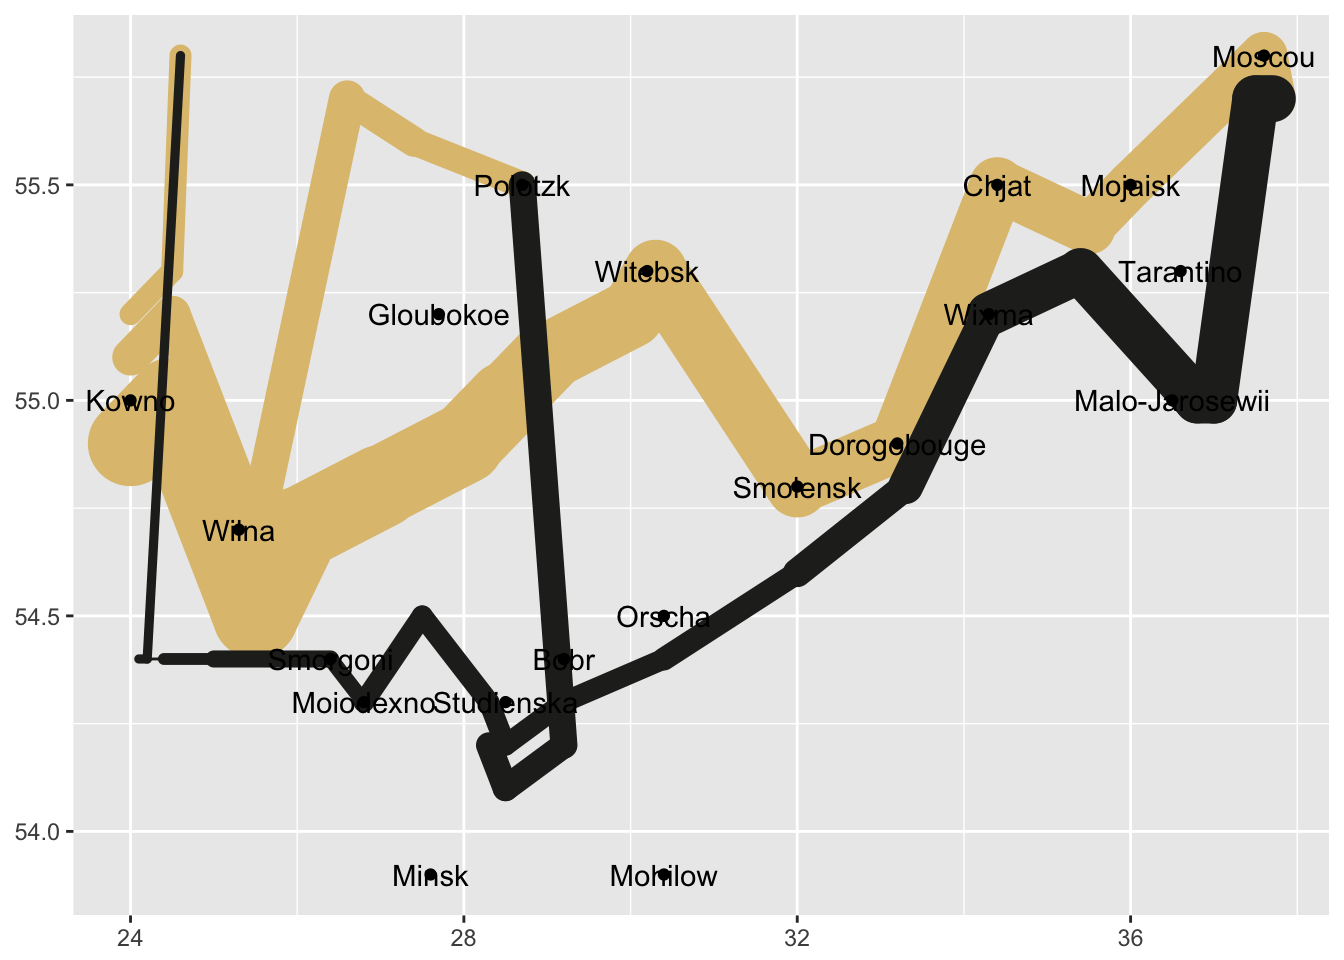 Moscou
55.5
Polotzk
Chjat
Mojaisk
Witebsk
Tarantino
Gloubokoe
Wixma
55.0
Kowno
Malo-Jarosewii
Dorogobouge
Smolensk
Wilna
54.5
Orscha
Smorgoni
Bobr
Moiodexno
Studienska
54.0
Minsk
Mohilow
24
28
32
36